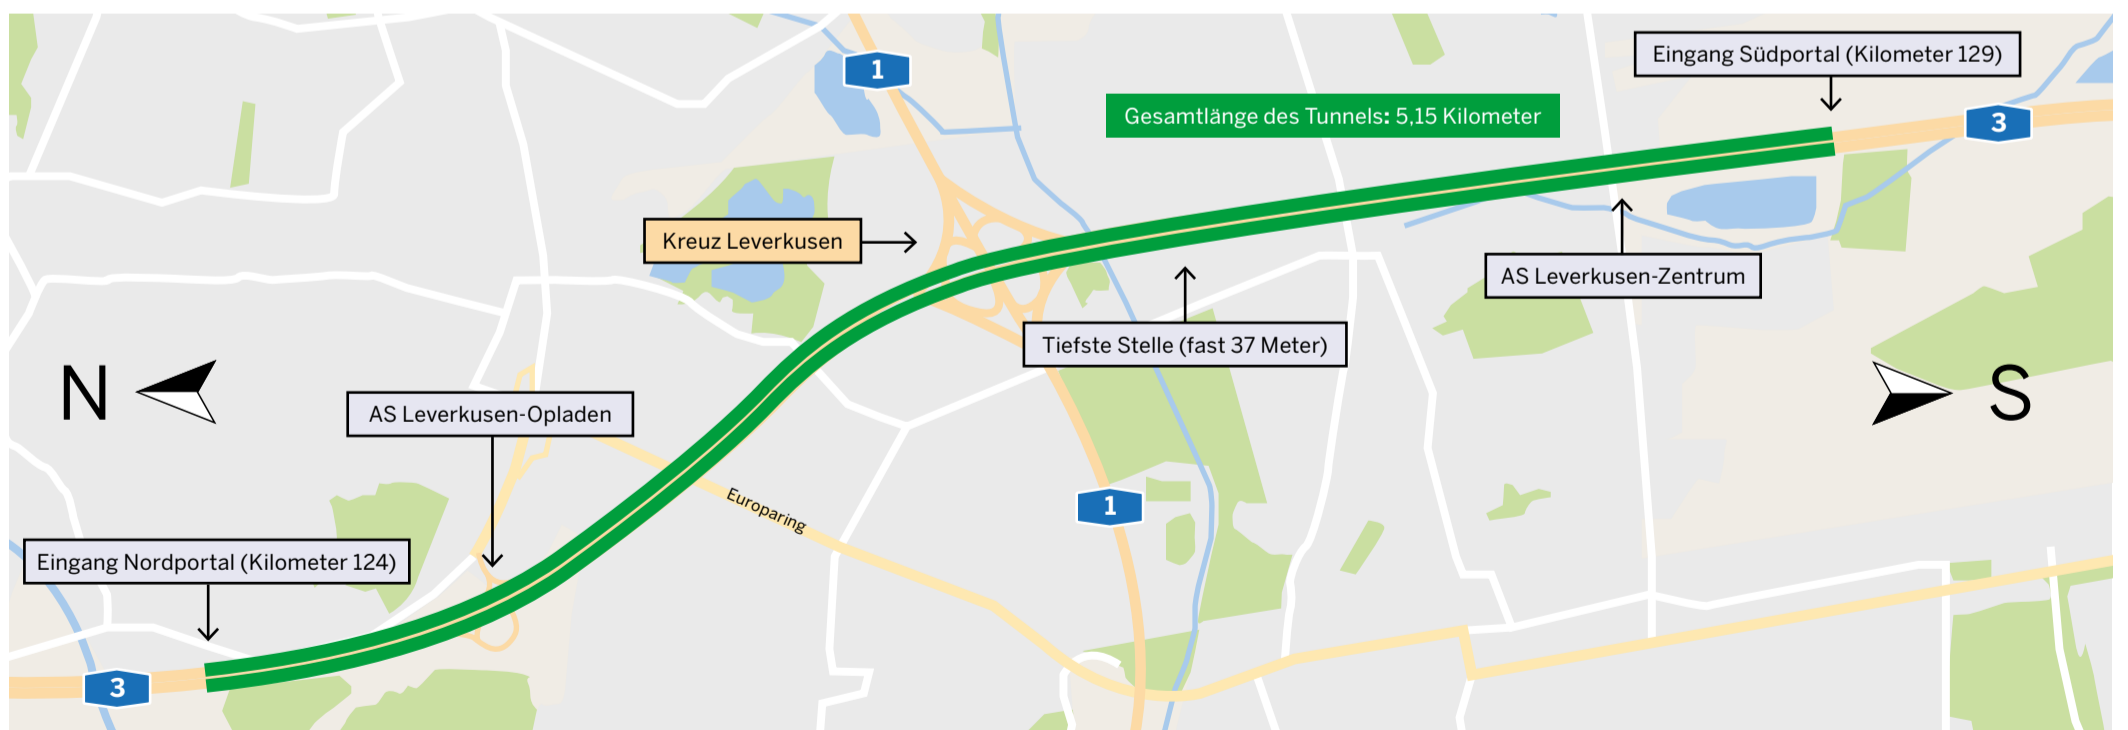 1
Eingang Südportal (Kilometer 129)
Gesamtlänge des Tunnels: 5,15 Kilometer
3
Kreuz Leverkusen
AS Leverkusen-Zentrum
Tiefste Stelle (fast 37 Meter)
N
S
AS Leverkusen-Opladen
Europaring
1
Eingang Nordportal (Kilometer 124)
3